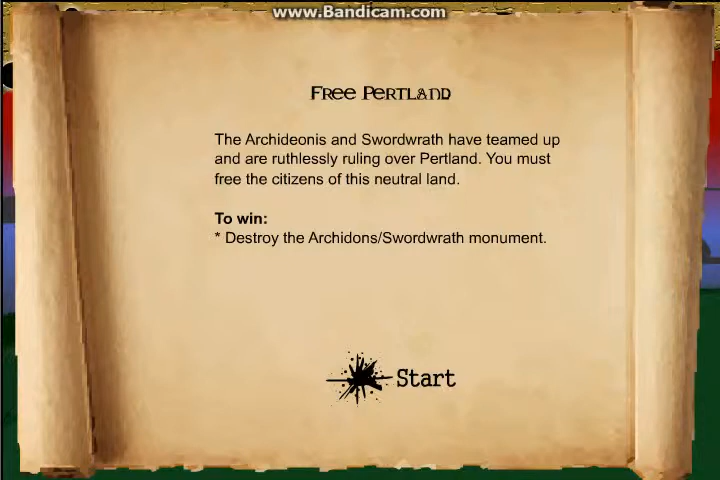 www.Bandicam.com
Free Pertland
The Archideonis and Swordwrath have teamed up
and are ruthlessly ruling over Pertland. You must
free the citizens of this neutral land.
To win:
* Destroy the Archidons/Swordwrath monument.
Start